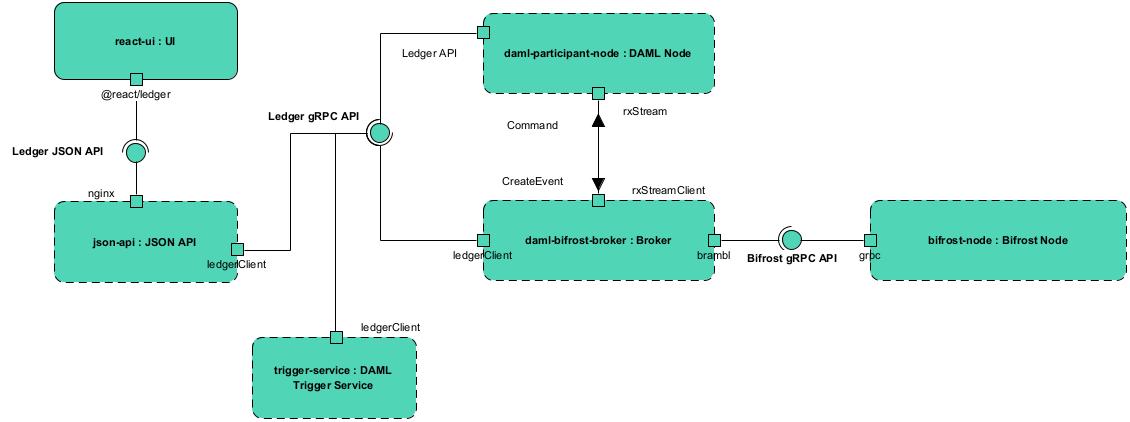 react-ui : UI
@react/ledger
Ledger JSON API
nginx
json-api : JSON API
ledgerClient
Ledger gRPC API
Ledger API
daml-participant-node : DAML Node
rxStream
Command
CreateEvent
rxStreamClient
daml-bifrost-broker : Broker
ledgerClient
brambl
Bifrost gRPC API
grpc
bifrost-node : Bifrost Node
ledgerClient
trigger-service : DAML
Trigger Service